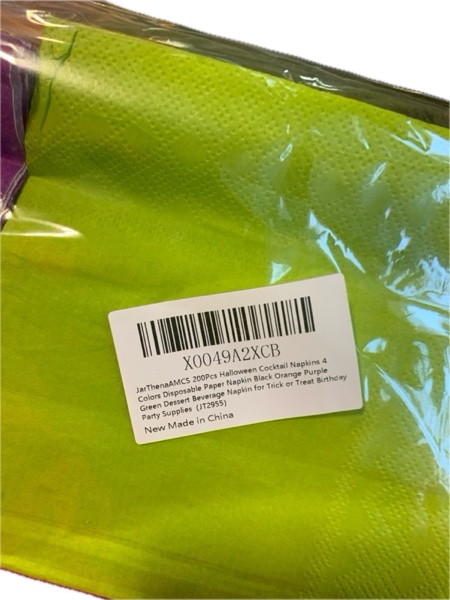 X0049A2XCB
JarThenaAMCS 200Pcs Halloween Cocktail Napkins 4
Colors Disposable Paper Napkin Black Orange Purple
Green Dessert Beverage Napkin for Trick or Treat Birthday
Party Supplies (JT2955)
New Made in China